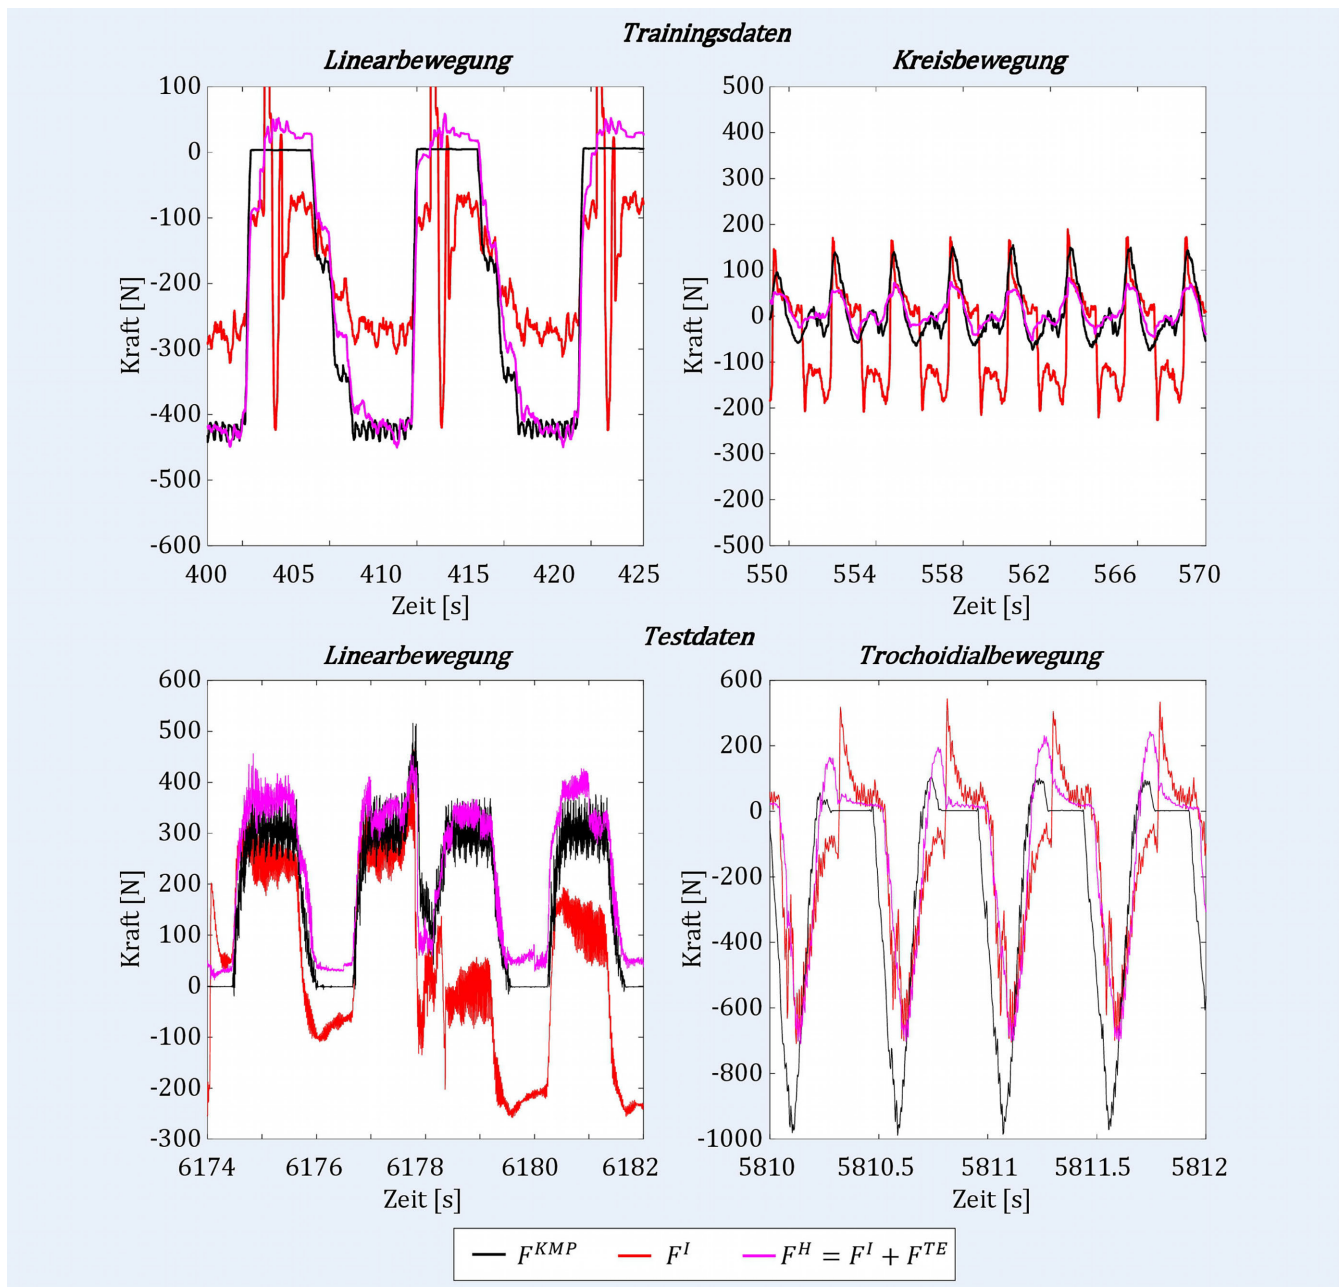 Trainingsdaten
Linearbewegung
Kreisbewegung
100
0
-100
-200
-300
-400
-500
-600
Kraft [N]
400 405 410 415 420 425
Zeit [s]
500
400
300
200
100
0
-100
-200
-300
-200
-500
Kraft [N]
550 554 558 562 566 570
Zeit [s]
Testdaten
Linearbewegung
Trochoidialbewegung
600
500
400
300
200
100
0
-100
-200
-300
Kraft [N]
6174 6176 6178 6180 6182
Zeit [s]
600
200
0
-200
-400
-600
-800
-1000
Kraft [N]
5810 5810.5 5811 5811.5 5812
Zeit [s]
F^KMP F^I F^H = F^I + F^TE